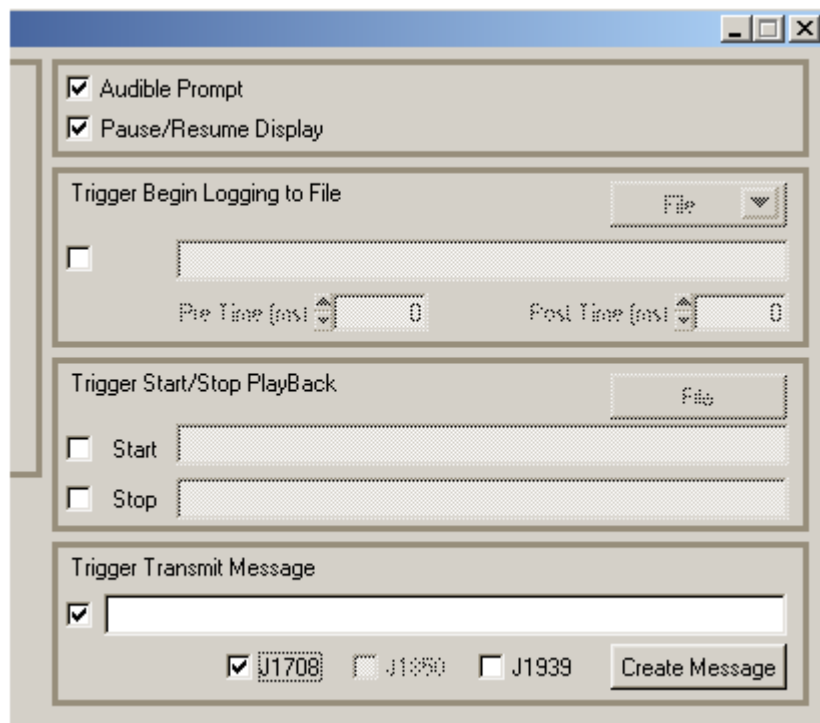 Audible Prompt
Pause/Resume Display
Trigger Begin Logging to File
File
Pre Time (ms) 0 Post Time (ms) 0
Trigger Start/Stop PlayBack
File
Start
Stop
Trigger Transmit Message
J1708 J1850 J1939 Create Message